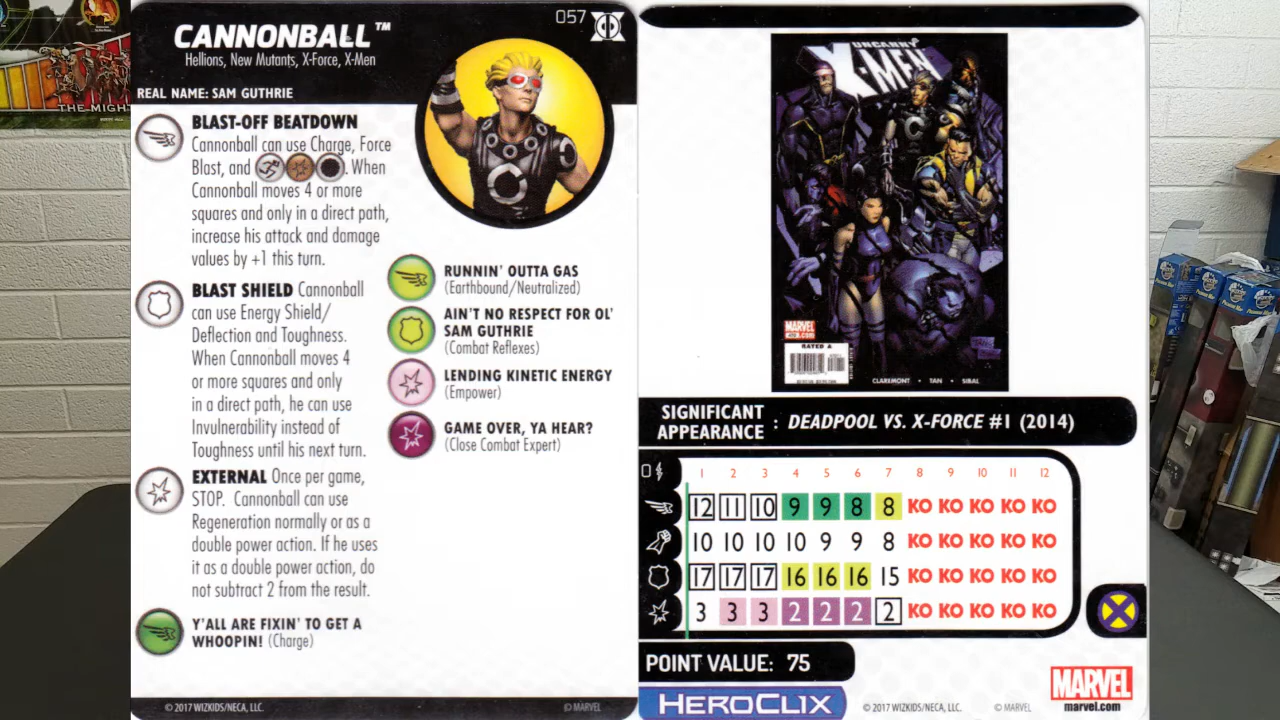 THE MIGH
CANNONBALL™
057
Hellions, New Mutants, X-Force, X-Men
REAL NAME: SAM GUTHRIE
BLAST-OFF BEATDOWN
Cannonball can use Charge, Force
Blast, and . When
Cannonball moves 4 or more
squares and only in a direct path,
increase his attack and damage
values by +1 this turn.
BLAST SHIELD Cannonball
can use Energy Shield/
Deflection and Toughness.
When Cannonball moves 4
or more squares and only
in a direct path, he can use
Invulnerability instead of
Toughness until his next turn.
EXTERNAL Once per game,
STOP. Cannonball can use
Regeneration normally or as a
double power action. If he uses
it as a double power action, do
not subtract 2 from the result.
Y'ALL ARE FIXIN' TO GET A
WHOOPIN! (Charge)
RUNNIN' OUTTA GAS
(Earthbound/Neutralized)
AIN'T NO RESPECT FOR OL'
SAM GUTHRIE
(Combat Reflexes)
LENDING KINETIC ENERGY
(Empower)
GAME OVER, YA HEAR?
(Close Combat Expert)
© 2017 WIZKIDS/NECA, LLC.
© MARVEL
UNCANNY
X-MEN
MARVEL
RATED A
CLAREMONT • TAN • SIBAL
SIGNIFICANT
APPEARANCE : DEADPOOL VS. X-FORCE #1 (2014)
0 1 2 3 4 5 6 7 8 9 10 11 12
12 11 10 9 9 8 8 KO KO KO KO KO
10 10 10 10 9 9 8 KO KO KO KO KO
17 17 17 16 16 16 15 KO KO KO KO KO
3 3 3 2 2 2 2 KO KO KO KO KO
POINT VALUE: 75
HEROCLIX
© 2017 WIZKIDS/NECA, LLC.
© MARVEL
MARVEL
marvel.com